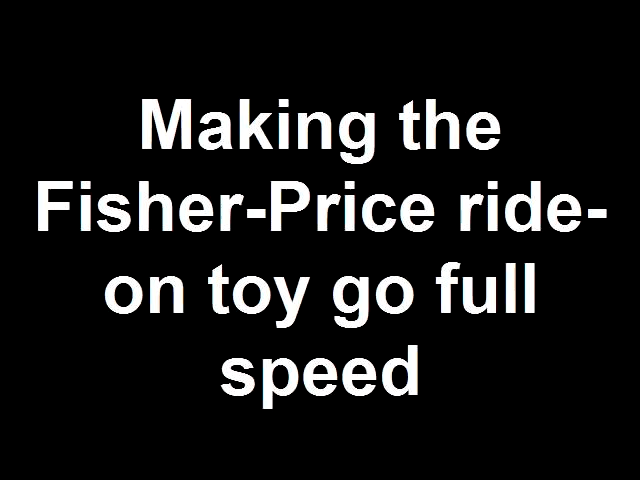 Making the
Fisher-Price ride-
on toy go full
speed